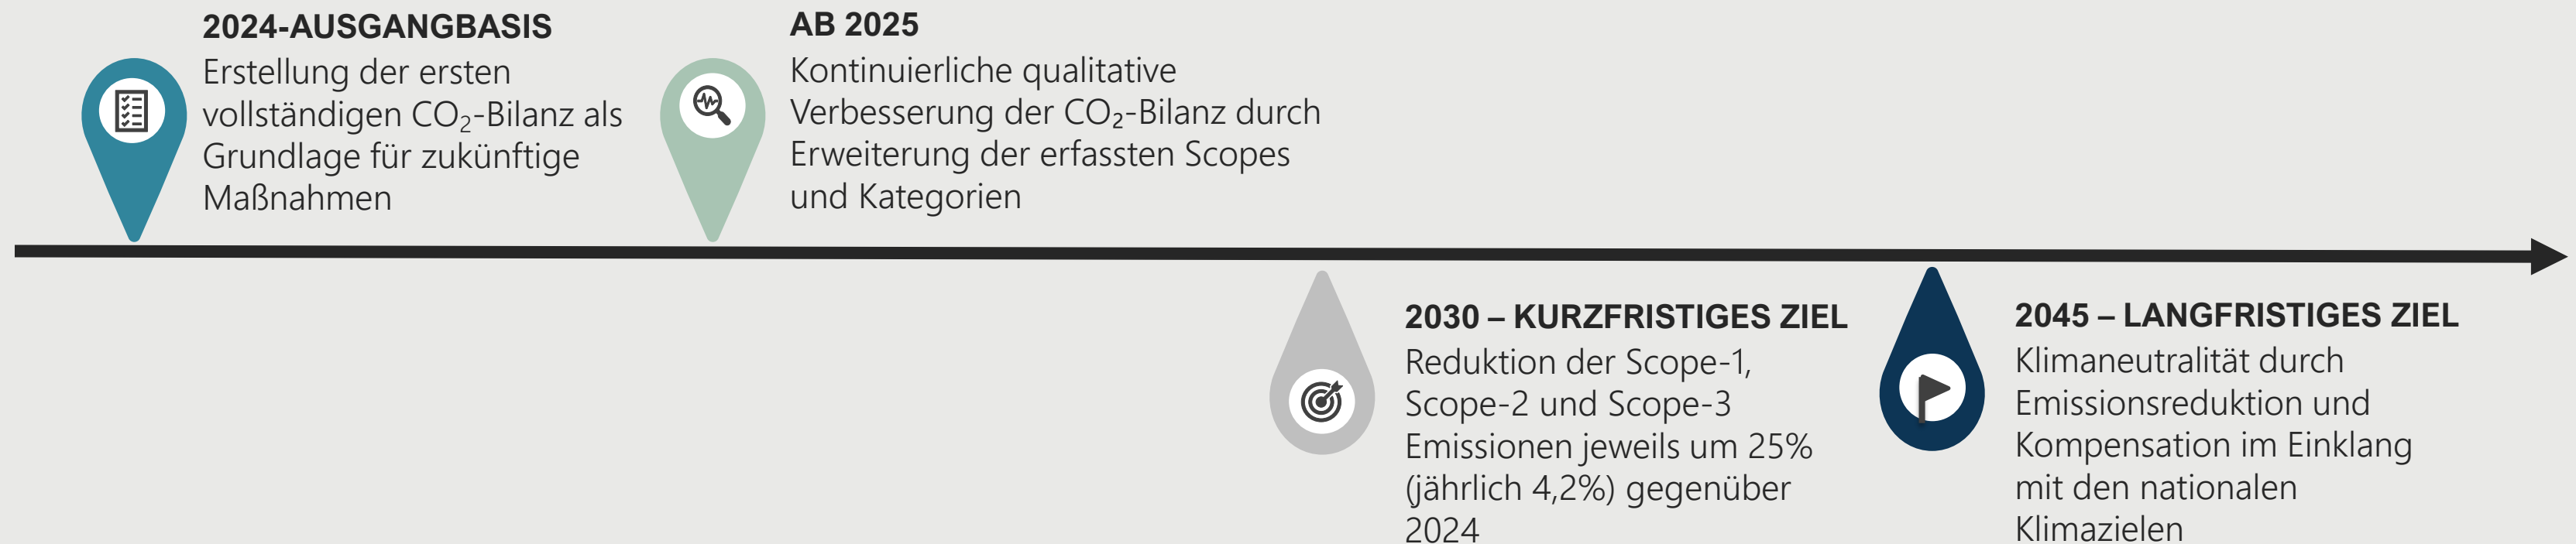 2024-AUSGANGBASIS
Erstellung der ersten
vollständigen CO₂-Bilanz als
Grundlage für zukünftige
Maßnahmen
AB 2025
Kontinuierliche qualitative
Verbesserung der CO₂-Bilanz durch
Erweiterung der erfassten Scopes
und Kategorien
2030 – KURZFRISTIGES ZIEL
Reduktion der Scope-1,
Scope-2 und Scope-3
Emissionen jeweils um 25%
(jährlich 4,2%) gegenüber
2024
2045 – LANGFRISTIGES ZIEL
Klimaneutralität durch
Emissionsreduktion und
Kompensation im Einklang
mit den nationalen
Klimazielen